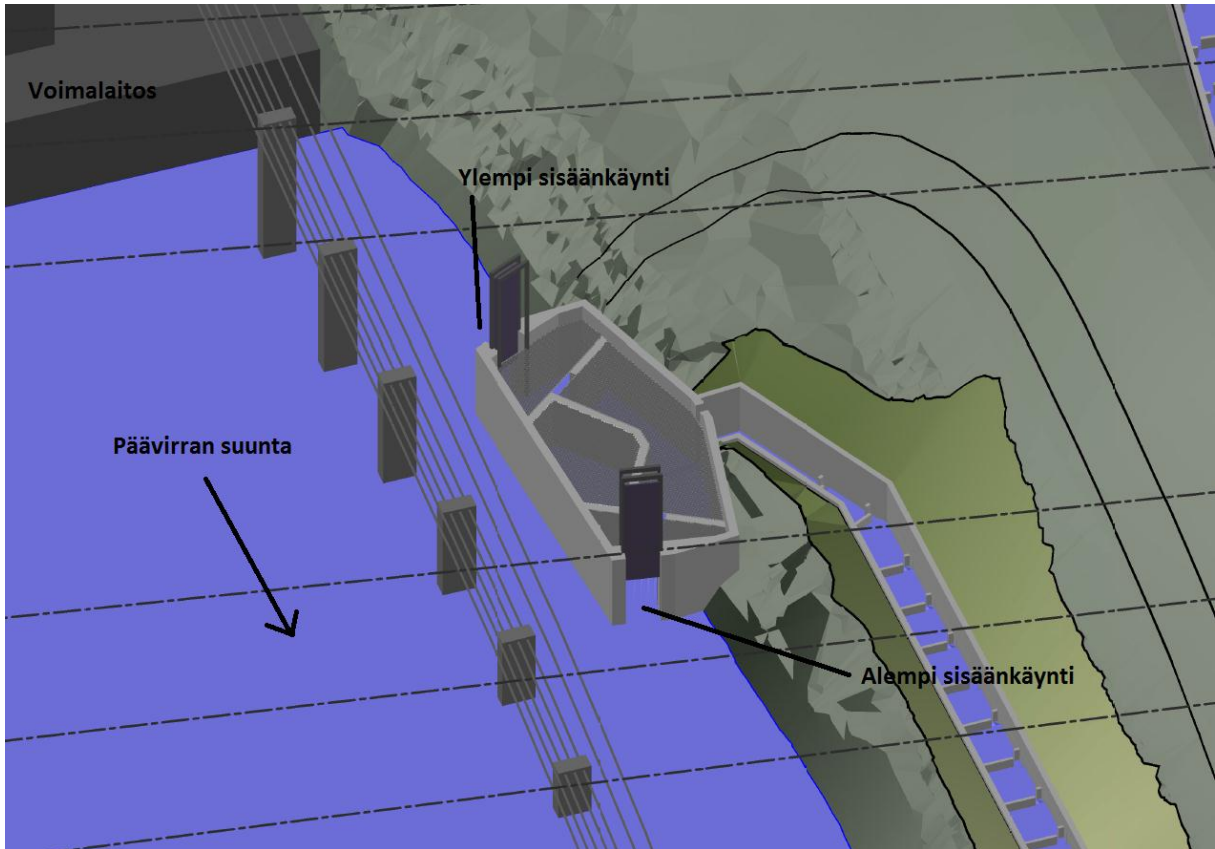 Voimalaitos
Ylempi sisäänkäynti
Päävirran suunta
Alempi sisäänkäynti